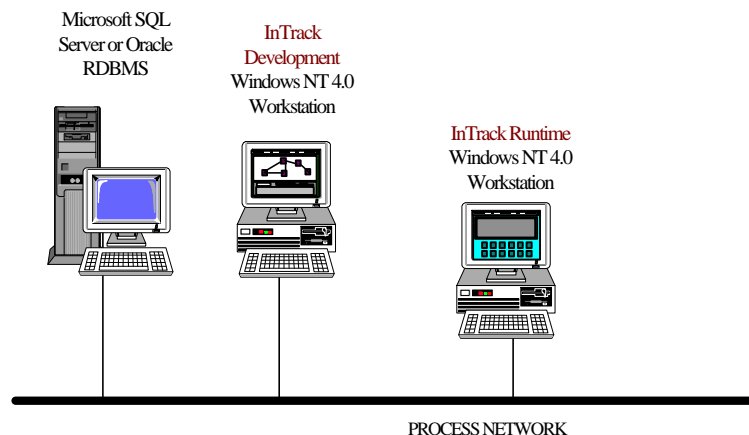 Microsoft SQL
Server or Oracle
RDBMS
InTrack
Development
Windows NT 4.0
Workstation
InTrack Runtime
Windows NT 4.0
Workstation
PROCESS NETWORK